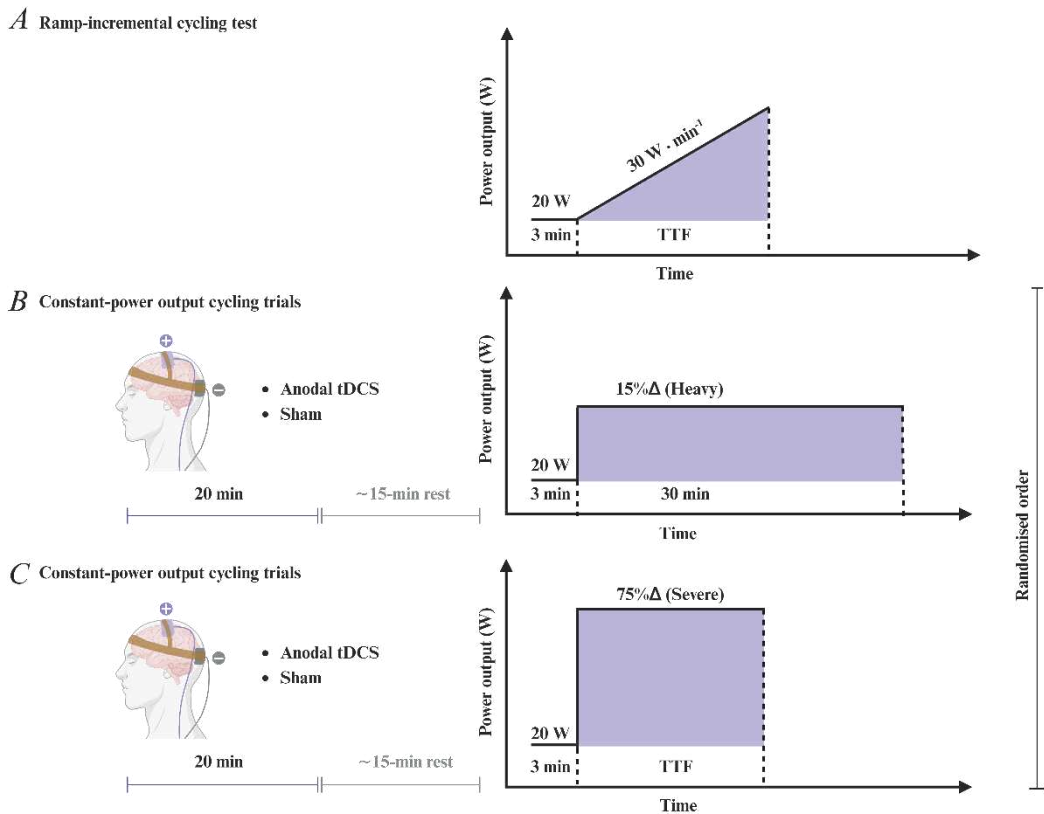 A Ramp-incremental cycling test
Power output (W)
30 W · min⁻¹
20 W
3 min
TTF
Time
B Constant-power output cycling trials
+
−
• Anodal tDCS
• Sham
20 min
~15-min rest
Power output (W)
15%Δ (Heavy)
20 W
3 min
30 min
Time
C Constant-power output cycling trials
+
−
• Anodal tDCS
• Sham
20 min
~15-min rest
Power output (W)
75%Δ (Severe)
20 W
3 min
TTF
Time
Randomised order